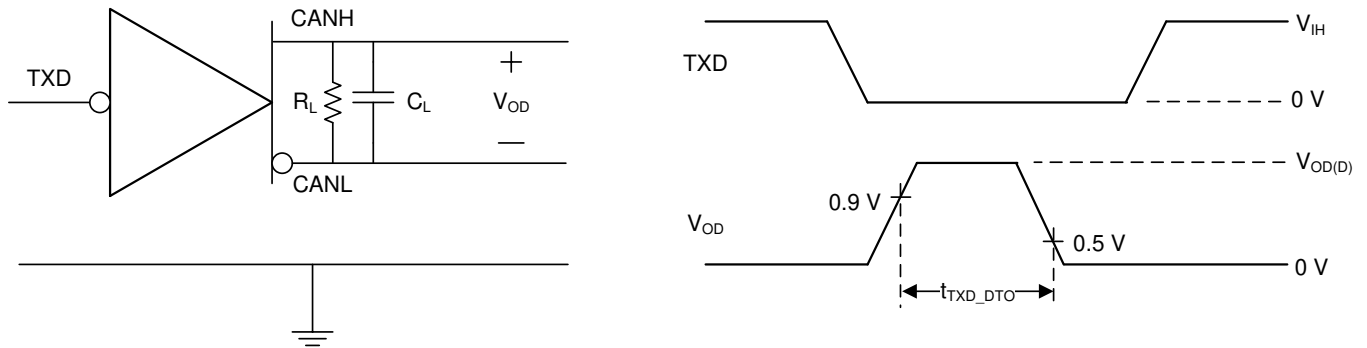 CANH
TXD
R_L
C_L
+
V_OD
—
CANL
V_IH
TXD
0 V
V_OD(D)
0.9 V
V_OD
0.5 V
0 V
t_TXD_DTO